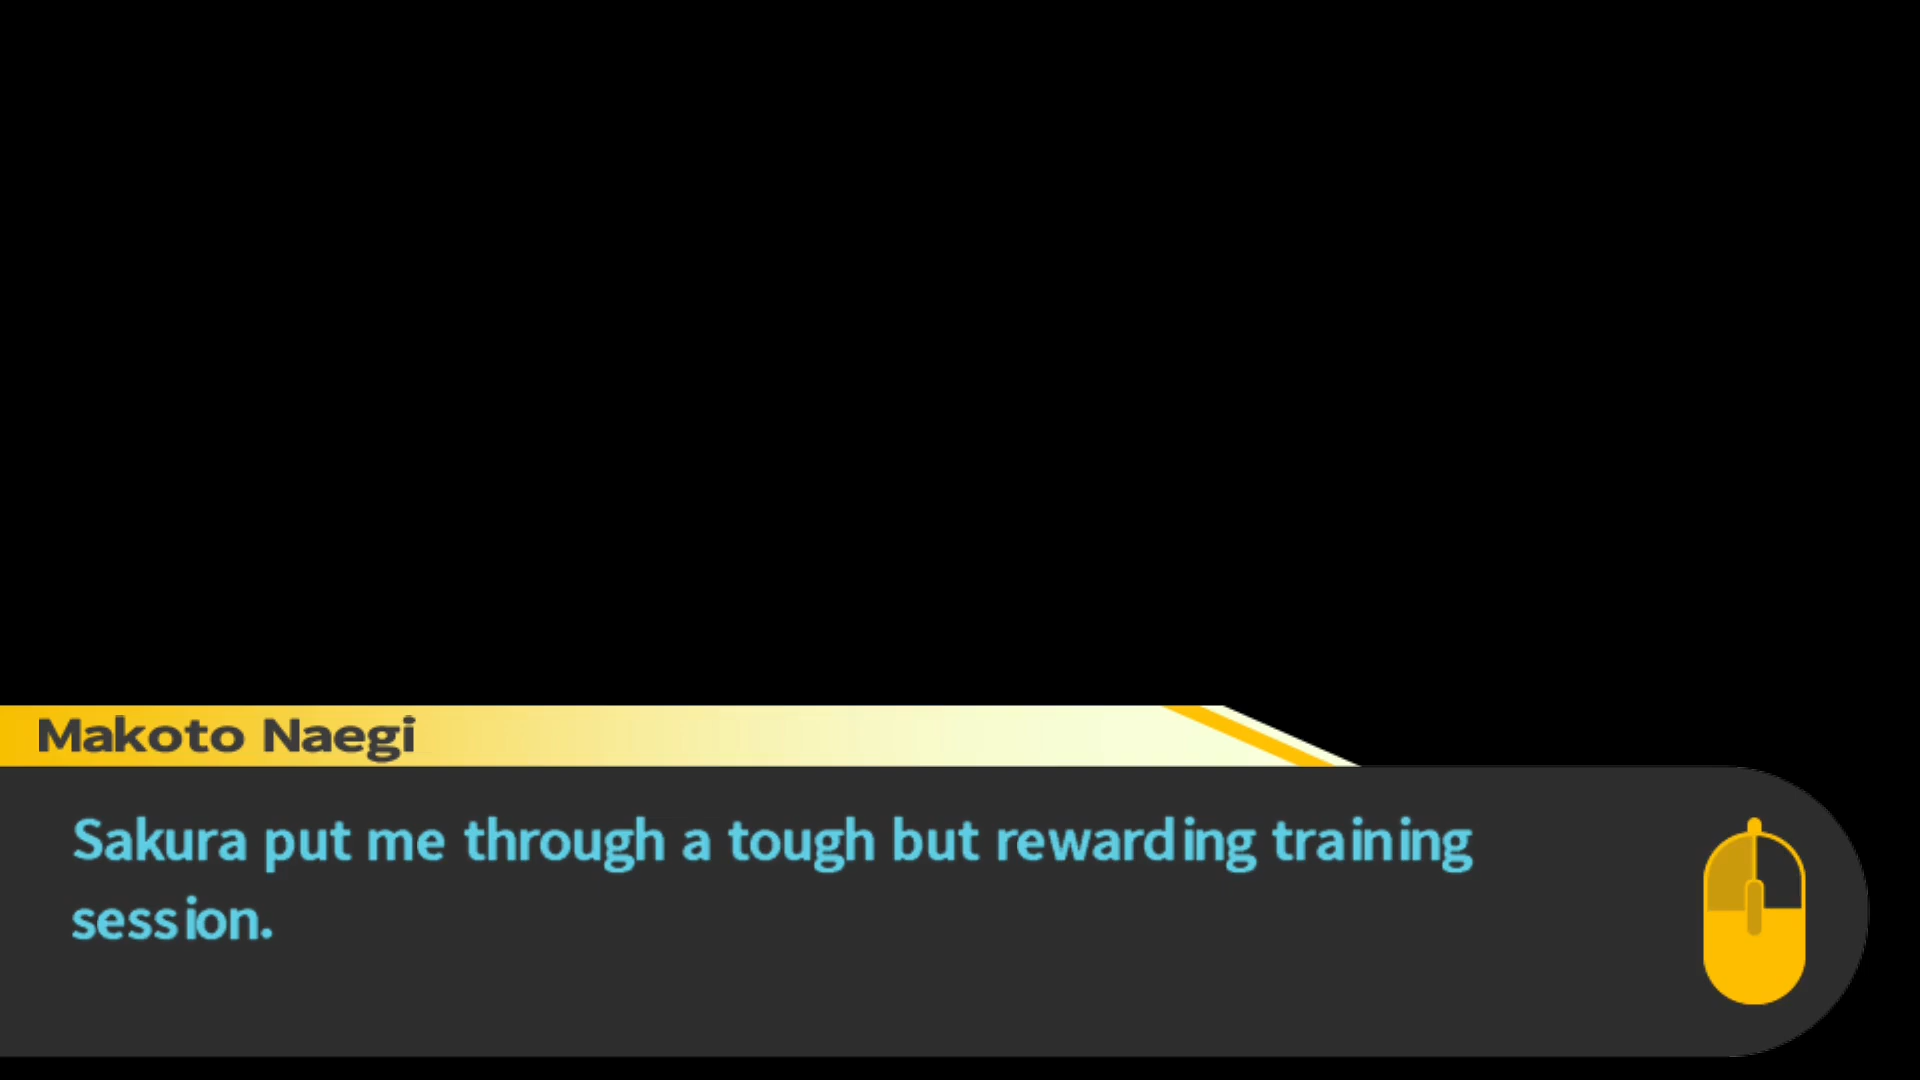 Makoto Naegi
Sakura put me through a tough but rewarding training
session.